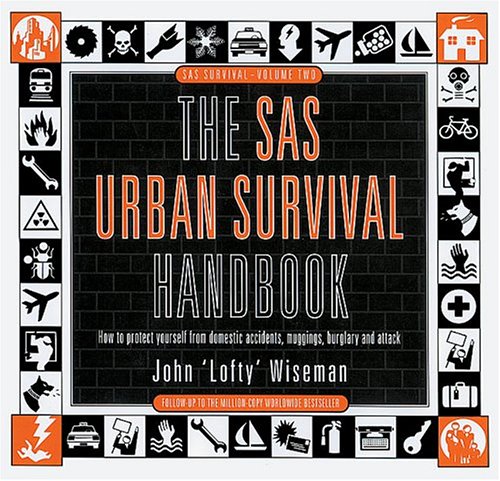 SAS SURVIVAL - VOLUME TWO
THE SAS
URBAN SURVIVAL
HANDBOOK
How to protect yourself from domestic accidents, muggings, burglary and attack
John 'Lofty' Wiseman
FOLLOW-UP TO THE MILLION-COPY WORLDWIDE BESTSELLER